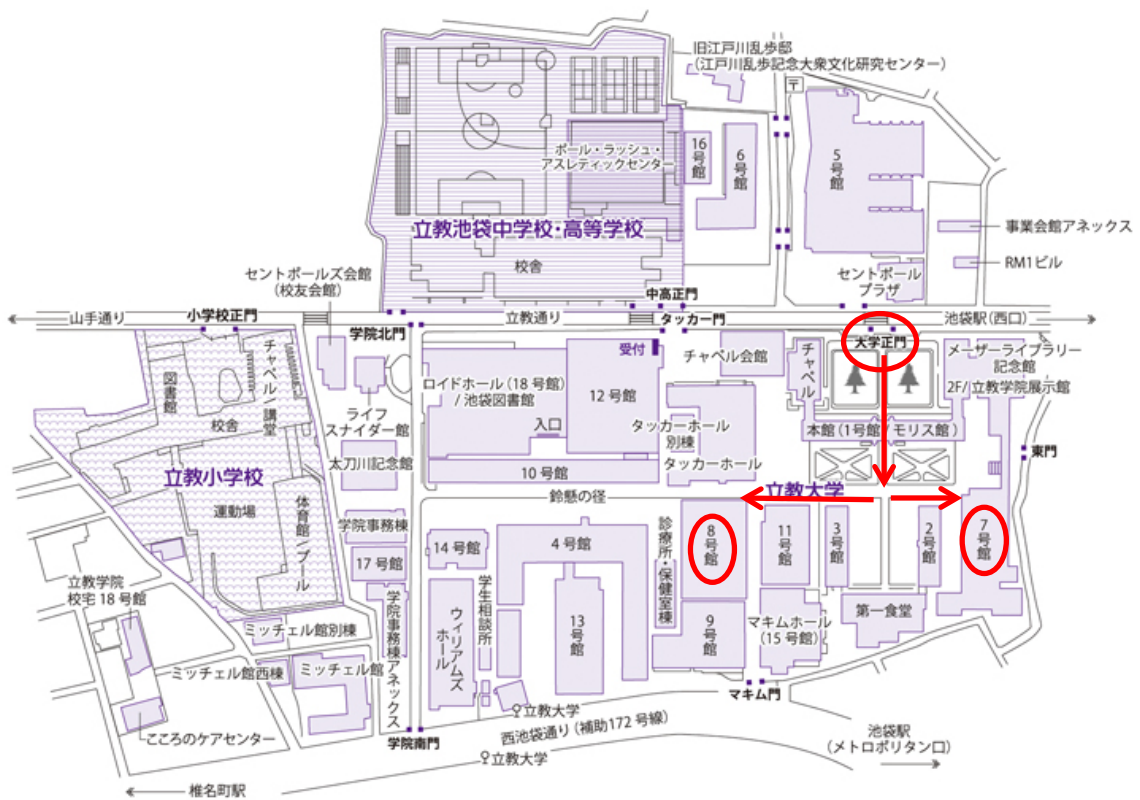 旧江戸川乱歩邸
(江戸川乱歩記念大衆文化研究センター)
〒
ポール・ラッシュ・
アスレティックセンター
16号館
6号館
5号館
立教池袋中学校・高等学校
校舎
事業会館アネックス
RM1ビル
セントポール
プラザ
セントポールズ会館
(校友会館)
中高正門
小学校正門
山手通り
学院北門
立教通り
タッカー門
池袋駅(西口)
大学正門
受付
チャペル会館
チャペル
メーザーライブラリー
記念館
2F/立教学院展示館
図書館
チャペル/講堂
校舎
ライフ
スナイダー館
ロイドホール(18号館)
/池袋図書館
12号館
入口
タッカーホール
別棟
タッカーホール
本館(1号館/モリス館)
東門
太刀川記念館
10号館
立教小学校
運動場
体育館/プール
鈴懸の径
立教大学
学院事務棟
17号館
14号館
4号館
診療所・保健室棟
8号館
11号館
3号館
2号館
7号館
立教学院
校宅18号館
学院事務棟アネックス
ウィリアムズ
ホール
学生相談所
13号館
9号館
マキムホール
(15号館)
第一食堂
ミッチェル館別棟
ミッチェル館西棟
ミッチェル館
こころのケアセンター
マキム門
立教大学
西池袋通り(補助172号線)
学院南門
立教大学
池袋駅
(メトロポリタン口)
椎名町駅